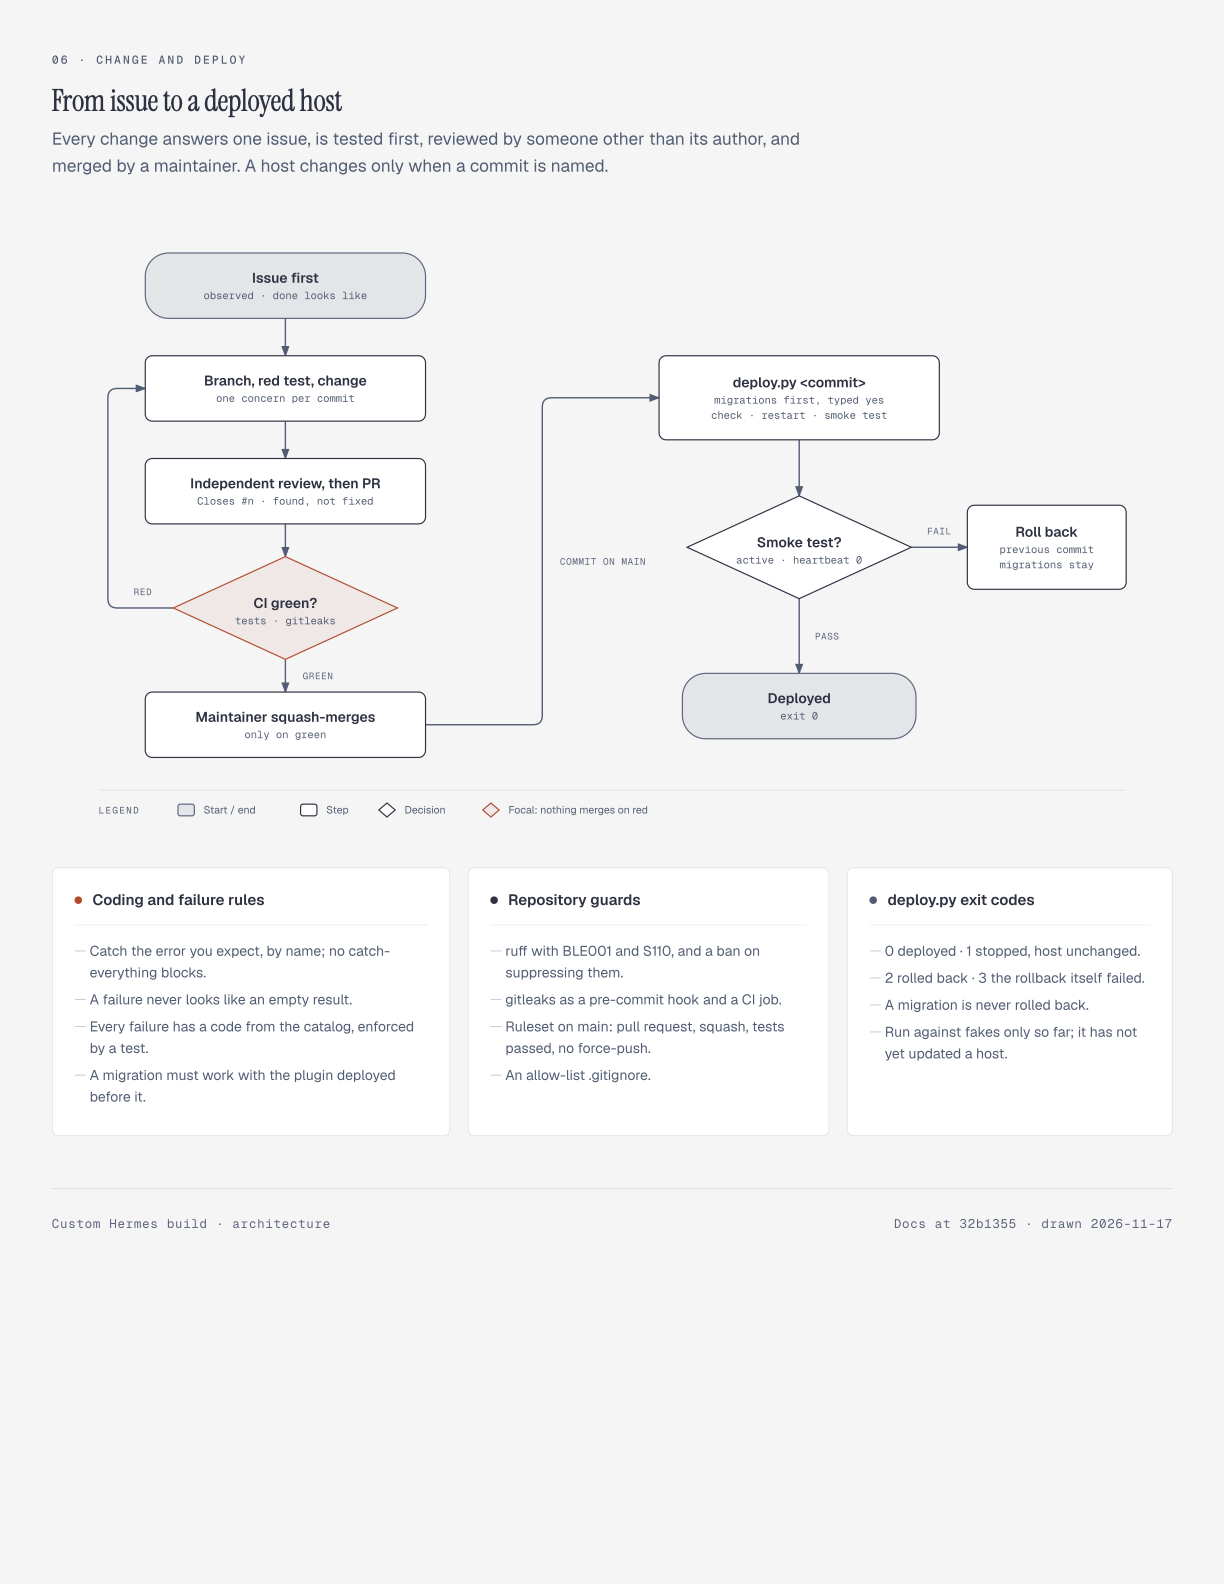 06 · CHANGE AND DEPLOY
From issue to a deployed host
Every change answers one issue, is tested first, reviewed by someone other than its author, and
merged by a maintainer. A host changes only when a commit is named.
Issue first
observed · done looks like
Branch, red test, change
one concern per commit
Independent review, then PR
Closes #n · found, not fixed
RED
CI green?
tests · gitleaks
GREEN
Maintainer squash-merges
only on green
COMMIT ON MAIN
deploy.py <commit>
migrations first, typed yes
check · restart · smoke test
Smoke test?
active · heartbeat 0
FAIL
Roll back
previous commit
migrations stay
PASS
Deployed
exit 0
LEGEND
Start / end
Step
Decision
Focal: nothing merges on red
Coding and failure rules
— Catch the error you expect, by name; no catch-
everything blocks.
— A failure never looks like an empty result.
— Every failure has a code from the catalog, enforced
by a test.
— A migration must work with the plugin deployed
before it.
Repository guards
— ruff with BLE001 and S110, and a ban on
suppressing them.
— gitleaks as a pre-commit hook and a CI job.
— Ruleset on main: pull request, squash, tests
passed, no force-push.
— An allow-list .gitignore.
deploy.py exit codes
— 0 deployed · 1 stopped, host unchanged.
— 2 rolled back · 3 the rollback itself failed.
— A migration is never rolled back.
— Run against fakes only so far; it has not
yet updated a host.
Custom Hermes build · architecture
Docs at 32b1355 · drawn 2026-11-17